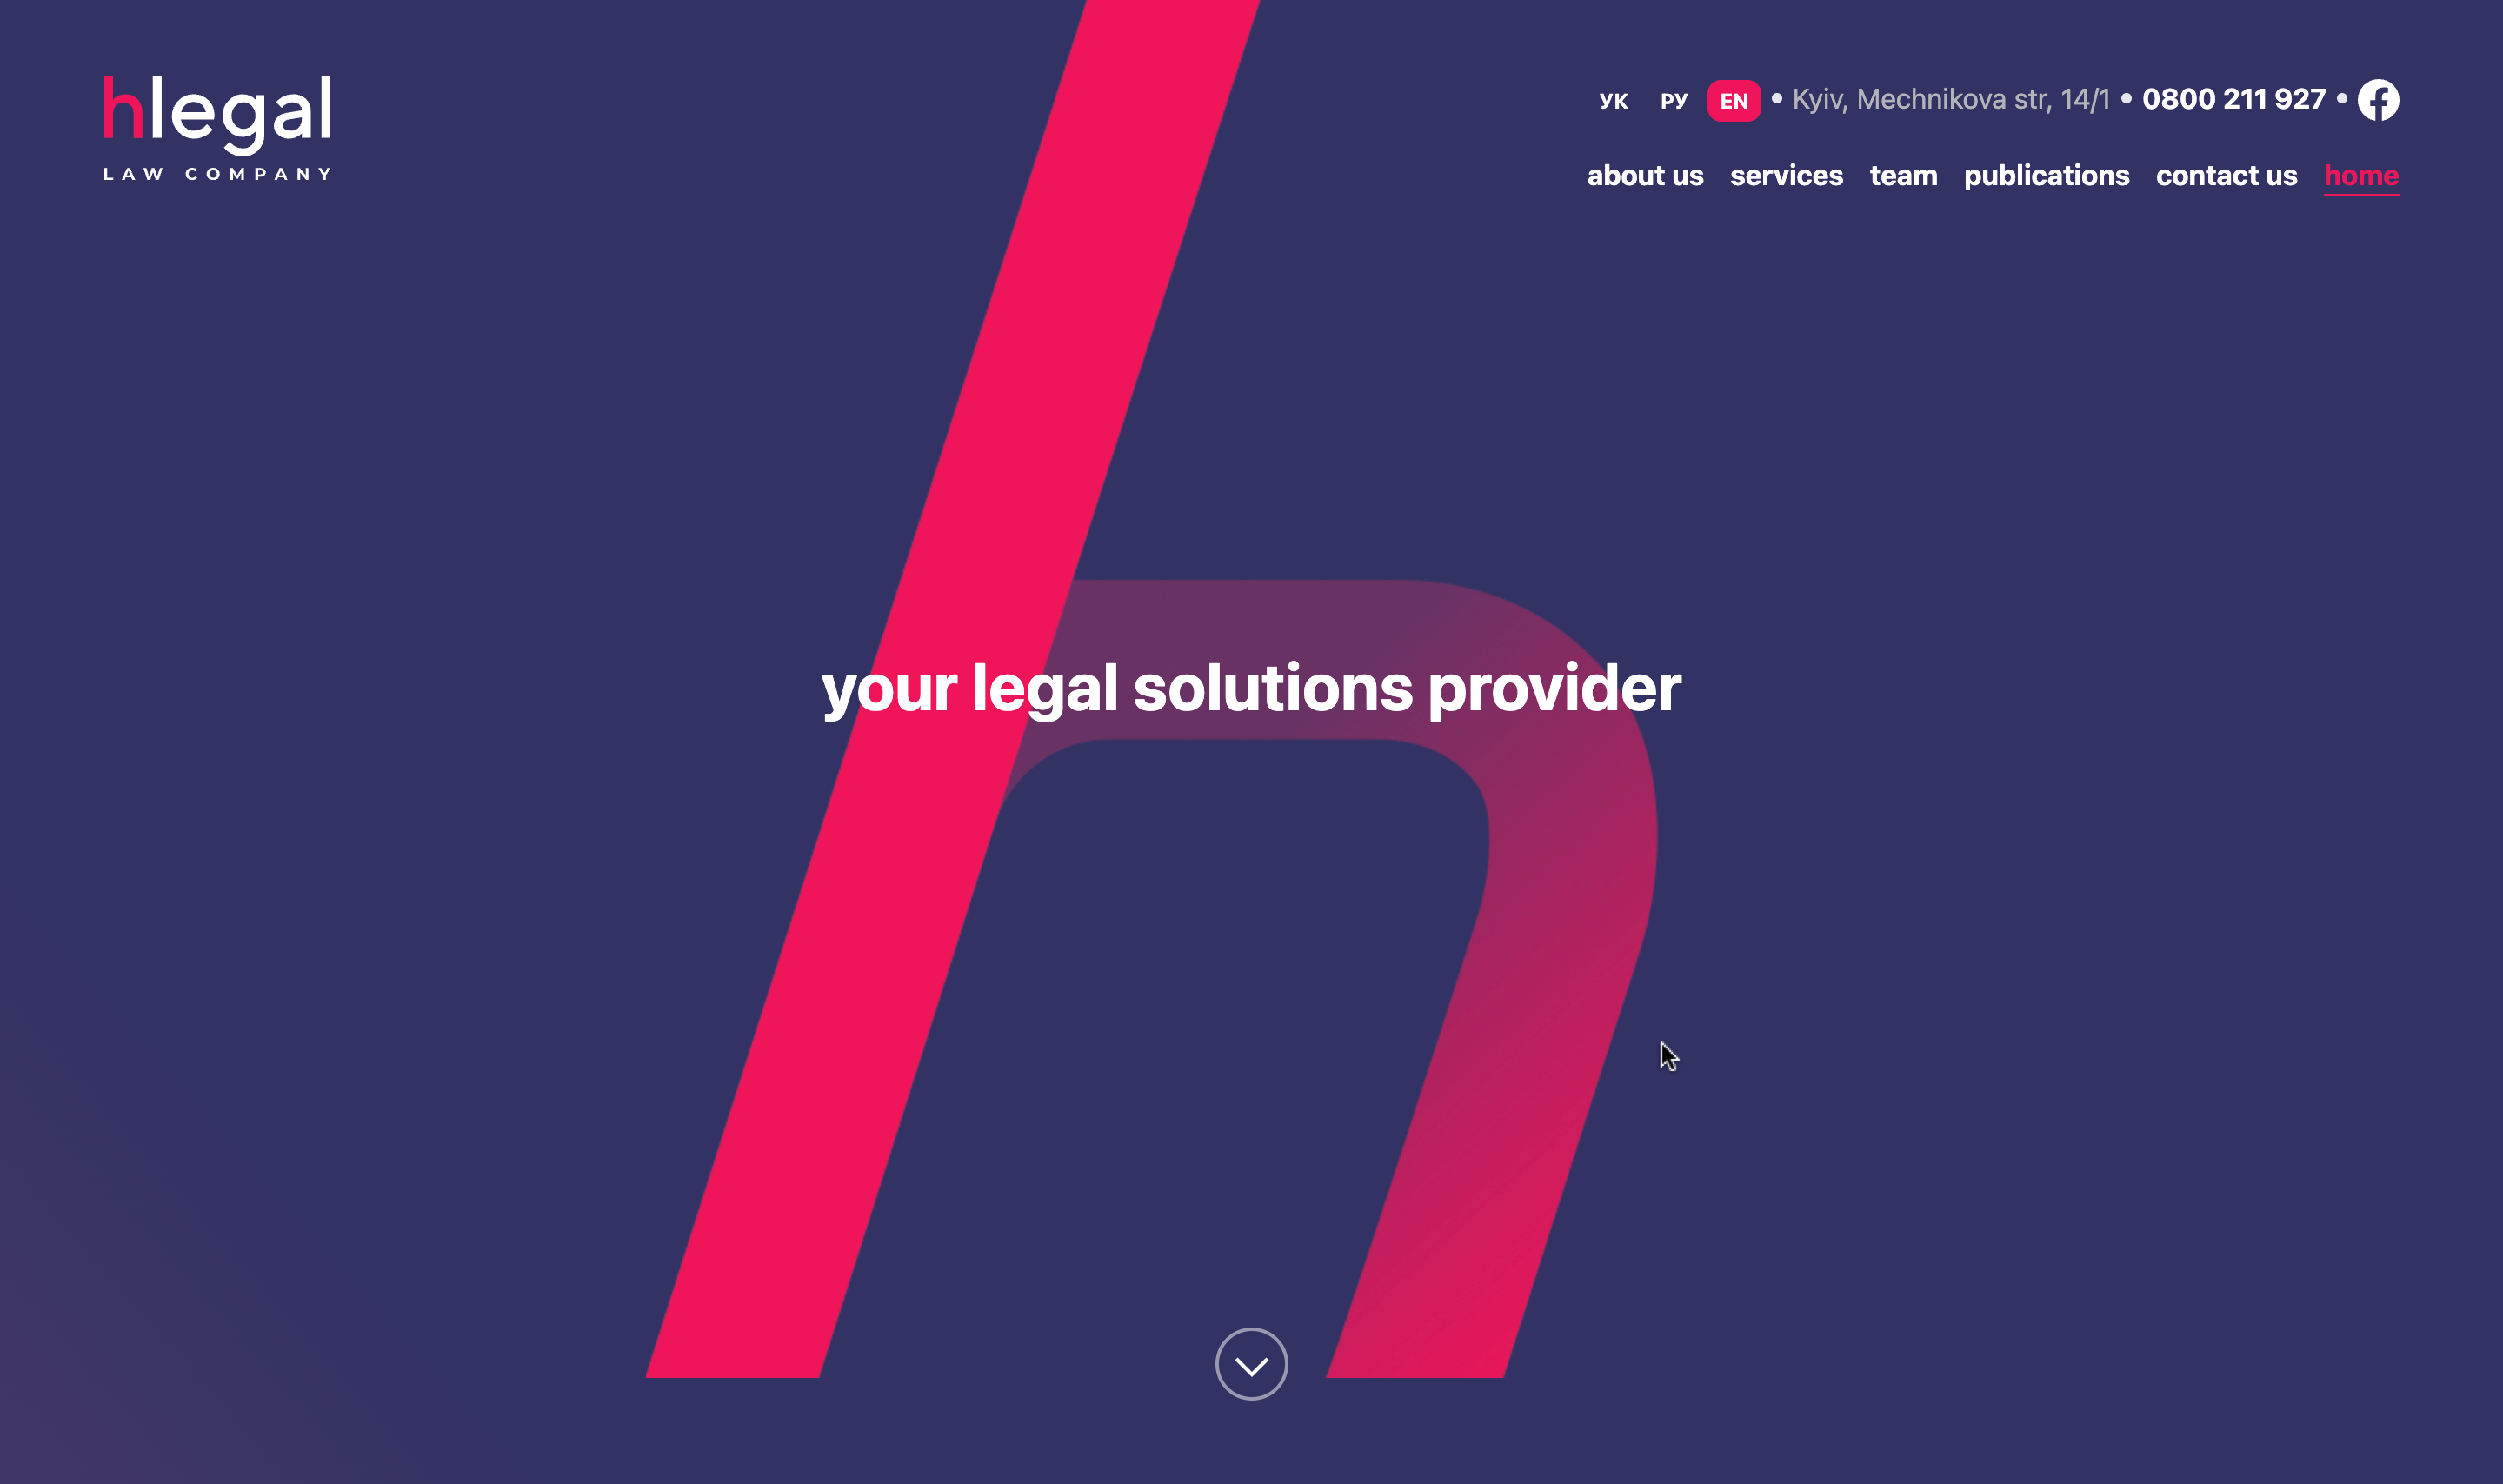 hlegal
LAW COMPANY
УК РУ EN • Kyiv, Mechnikova str, 14/1 • 0800 211 927 •
about us services team publications contact us home
your legal solutions provider